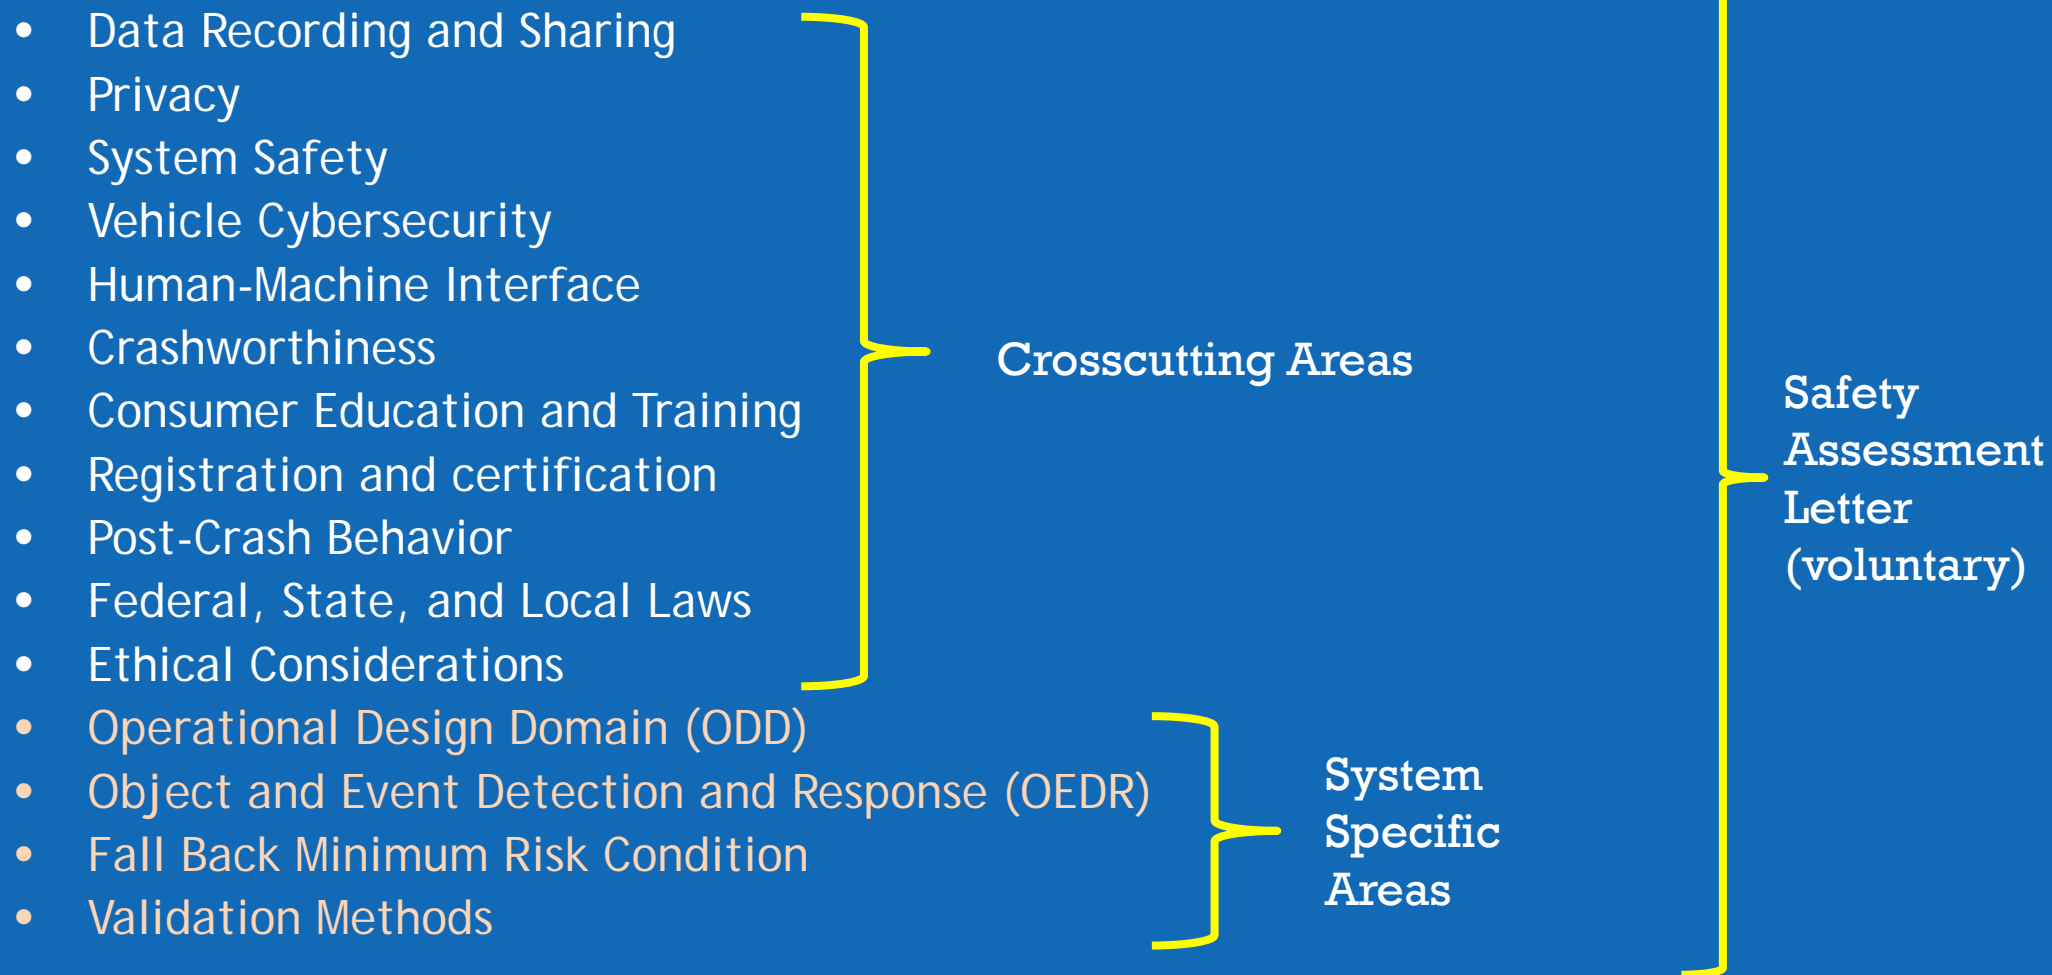 • Data Recording and Sharing
• Privacy
• System Safety
• Vehicle Cybersecurity
• Human-Machine Interface
• Crashworthiness
• Consumer Education and Training
• Registration and certification
• Post-Crash Behavior
• Federal, State, and Local Laws
• Ethical Considerations
• Operational Design Domain (ODD)
• Object and Event Detection and Response (OEDR)
• Fall Back Minimum Risk Condition
• Validation Methods
Crosscutting Areas
System
Specific
Areas
Safety
Assessment
Letter
(voluntary)